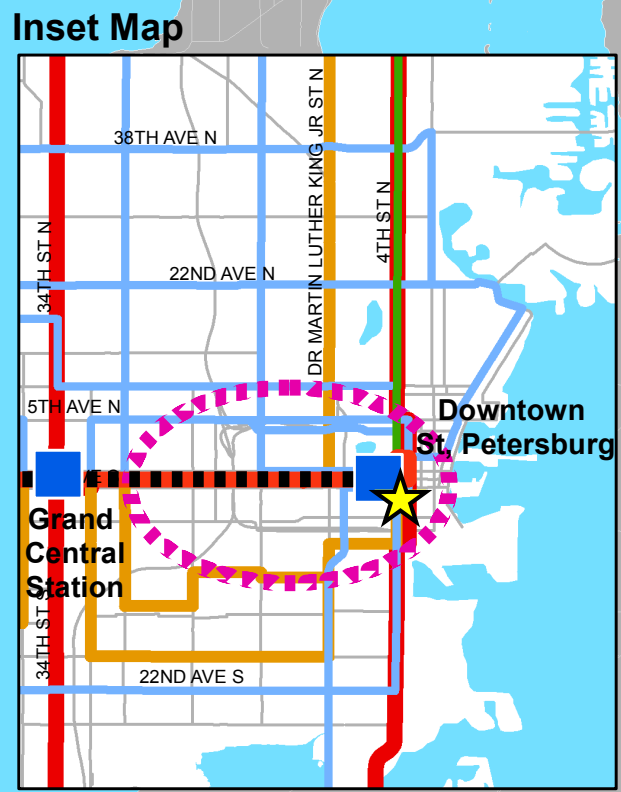 Inset Map
38TH AVE N
DR MARTIN LUTHER KING JR ST N
4TH ST N
34TH ST N
22ND AVE N
5TH AVE N
Downtown
St, Petersburg
Grand
Central
Station
34TH ST S
22ND AVE S